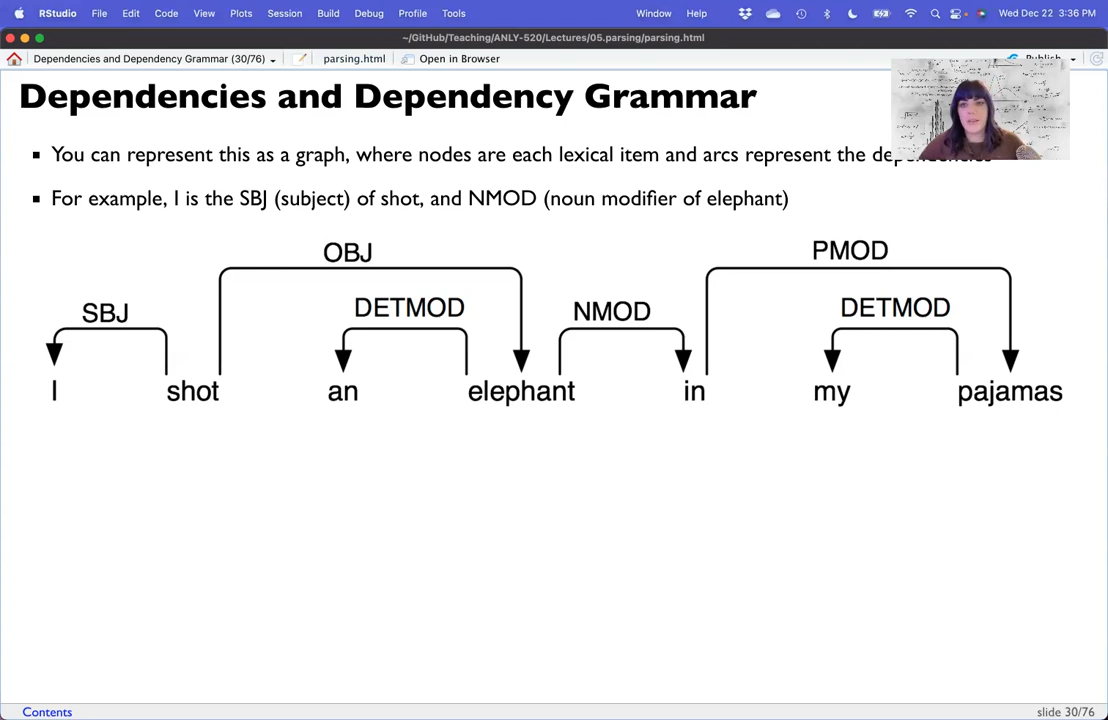 RStudio File Edit Code View Plots Session Build Debug Profile Tools Window Help Wed Dec 22 3:36 PM
~/GitHub/Teaching/ANLY-520/Lectures/05.parsing/parsing.html
Dependencies and Dependency Grammar (30/76) parsing.html Open in Browser Publish
Dependencies and Dependency Grammar
You can represent this as a graph, where nodes are each lexical item and arcs represent the
For example, I is the SBJ (subject) of shot, and NMOD (noun modifier of elephant)
OBJ PMOD
SBJ DETMOD NMOD DETMOD
I shot an elephant in my pajamas
Contents slide 30/76